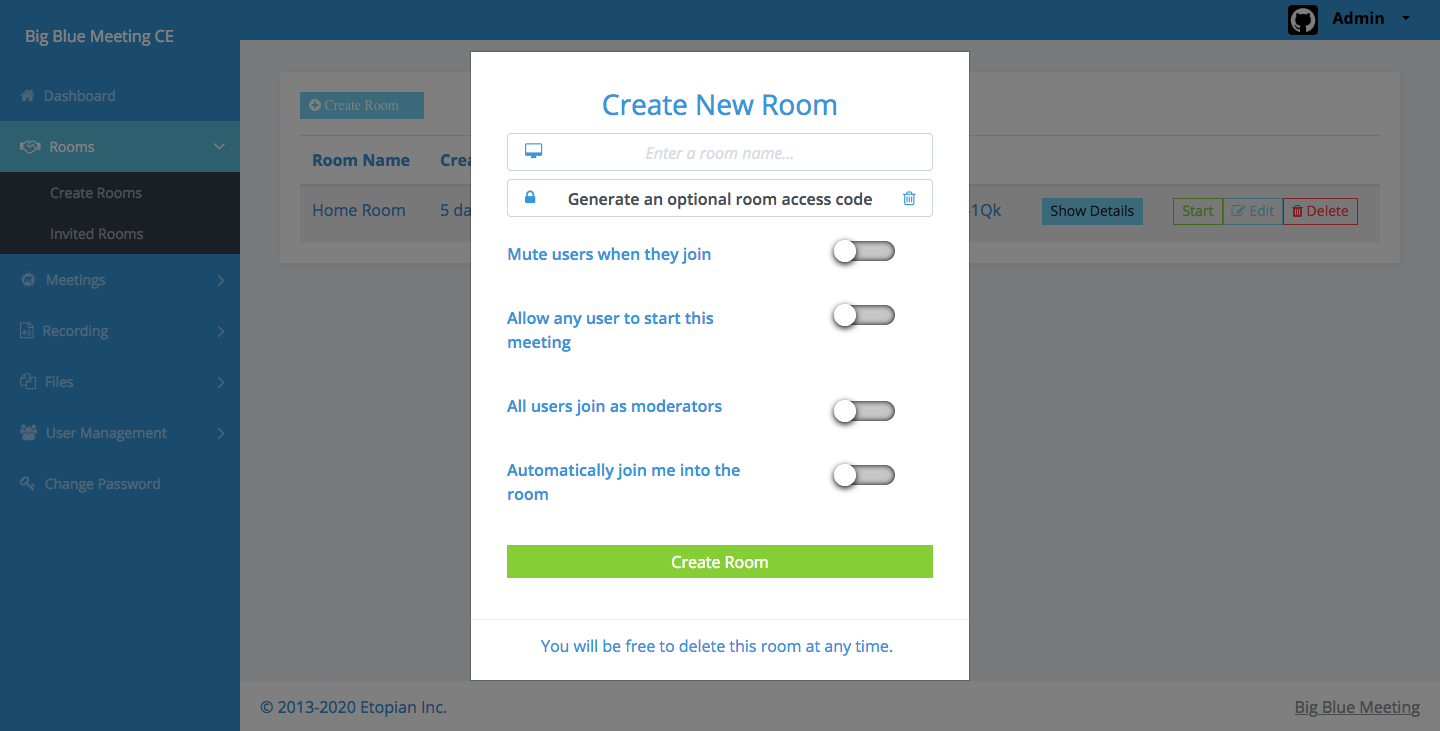 Big Blue Meeting CE
Admin
Dashboard
Rooms
Create Rooms
Invited Rooms
Meetings
Recording
Files
User Management
Change Password
Create Room
Room Name
Home Room
5 da
-1Qk
Show Details
Start
Edit
Delete
Create New Room
Enter a room name...
Generate an optional room access code
Mute users when they join
Allow any user to start this
meeting
All users join as moderators
Automatically join me into the
room
Create Room
You will be free to delete this room at any time.
© 2013-2020 Etopian Inc.
Big Blue Meeting